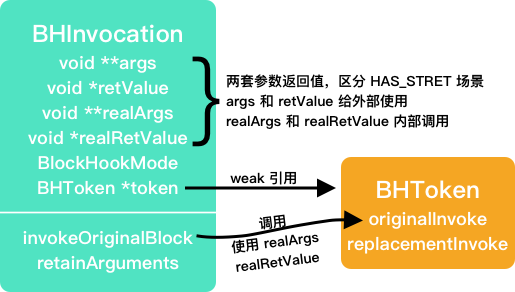 BHInvocation
void **args
void *retValue
void **realArgs
void *realRetValue
BlockHookMode
BHToken *token
invokeOriginalBlock
retainArguments
两套参数返回值，区分 HAS_STRET 场景
args 和 retValue 给外部使用
realArgs 和 realRetValue 内部调用
weak 引用
调用
使用 realArgs
realRetValue
BHToken
originalInvoke
replacementInvoke